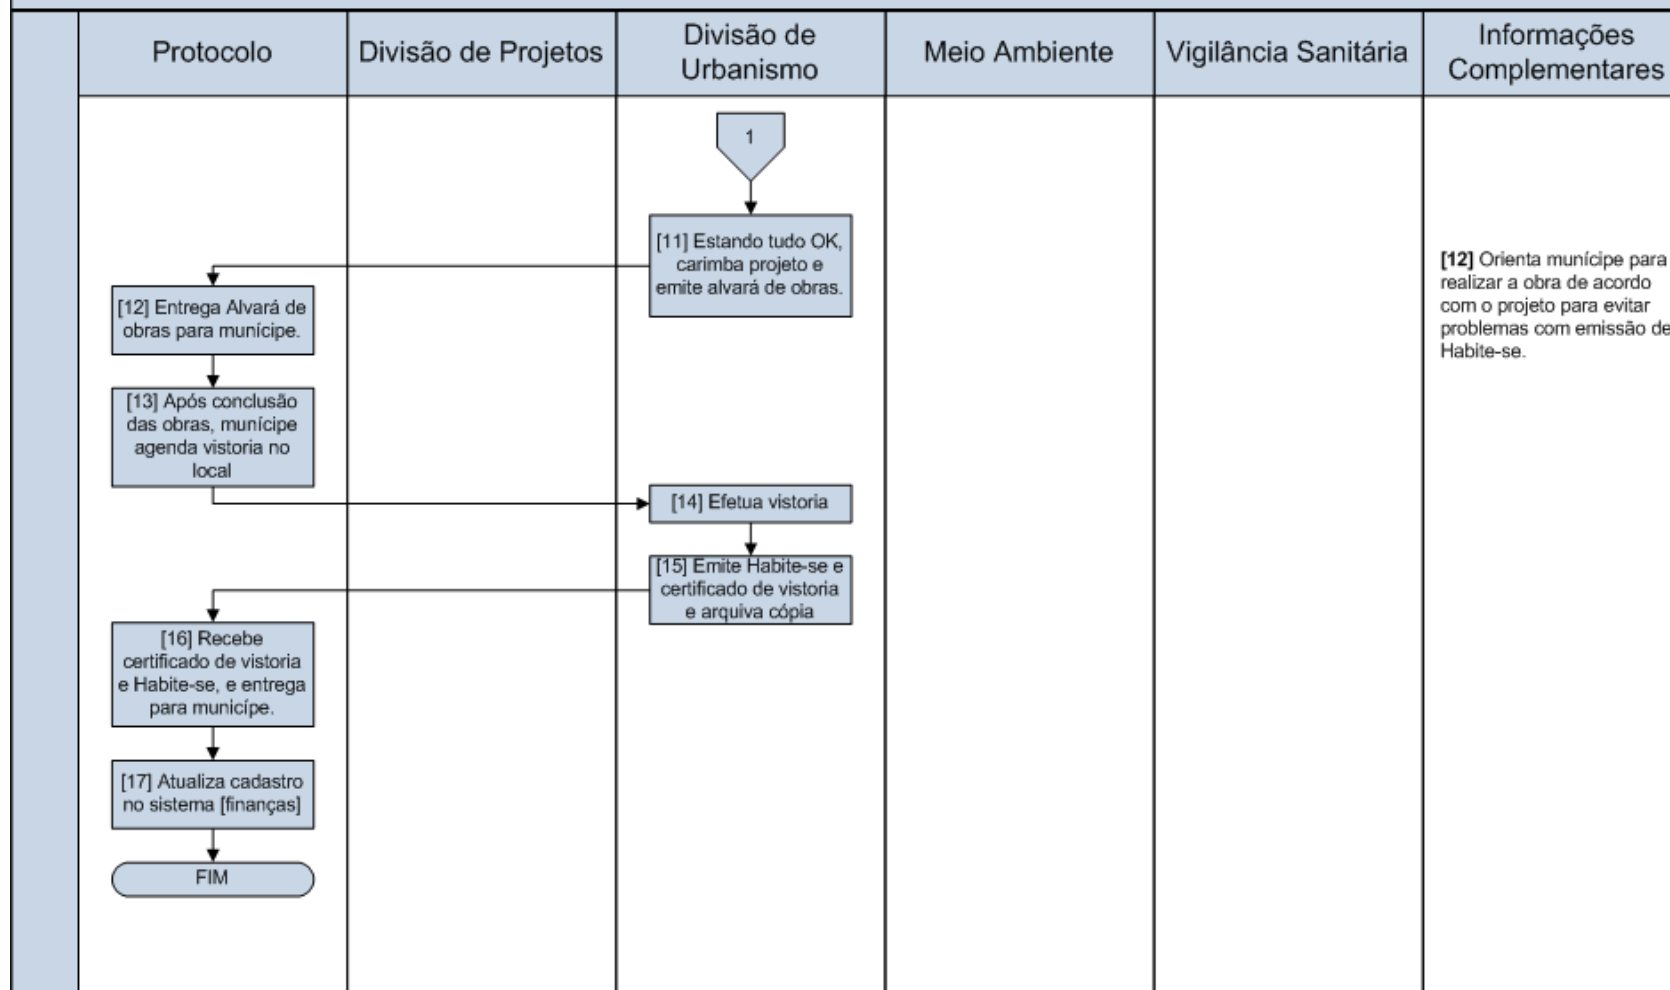 Protocolo
Divisão de Projetos
Divisão de
Urbanismo
Meio Ambiente
Vigilância Sanitária
Informações
Complementares
1
[11] Estando tudo OK,
carimba projeto e
emite alvará de obras.
[12] Orienta munícipe para
realizar a obra de acordo
com o projeto para evitar
problemas com emissão de
Habite-se.
[12] Entrega Alvará de
obras para munícipe.
[13] Após conclusão
das obras, munícipe
agenda vistoria no
local
[14] Efetua vistoria
[15] Emite Habite-se e
certificado de vistoria
e arquiva cópia
[16] Recebe
certificado de vistoria
e Habite-se, e entrega
para municípe.
[17] Atualiza cadastro
no sistema [finanças]
FIM